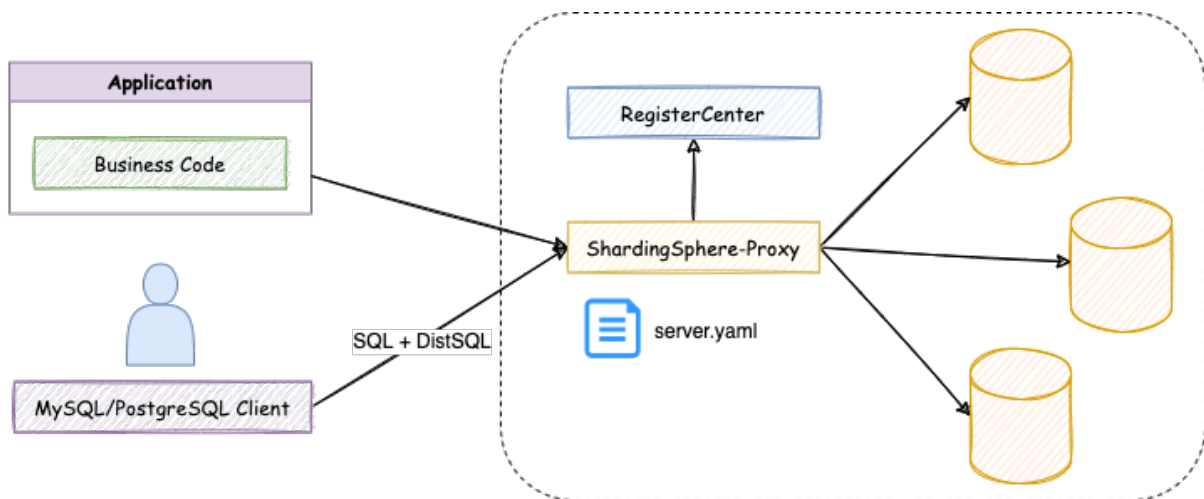 Application
Business Code
RegisterCenter
ShardingSphere-Proxy
server.yaml
SQL + DistSQL
MySQL/PostgreSQL Client